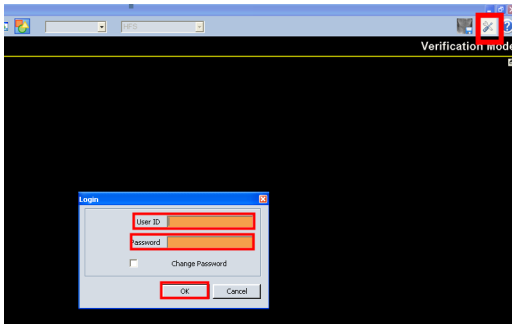 HFS
Verification Mode
Login
User ID
Password
Change Password
OK
Cancel